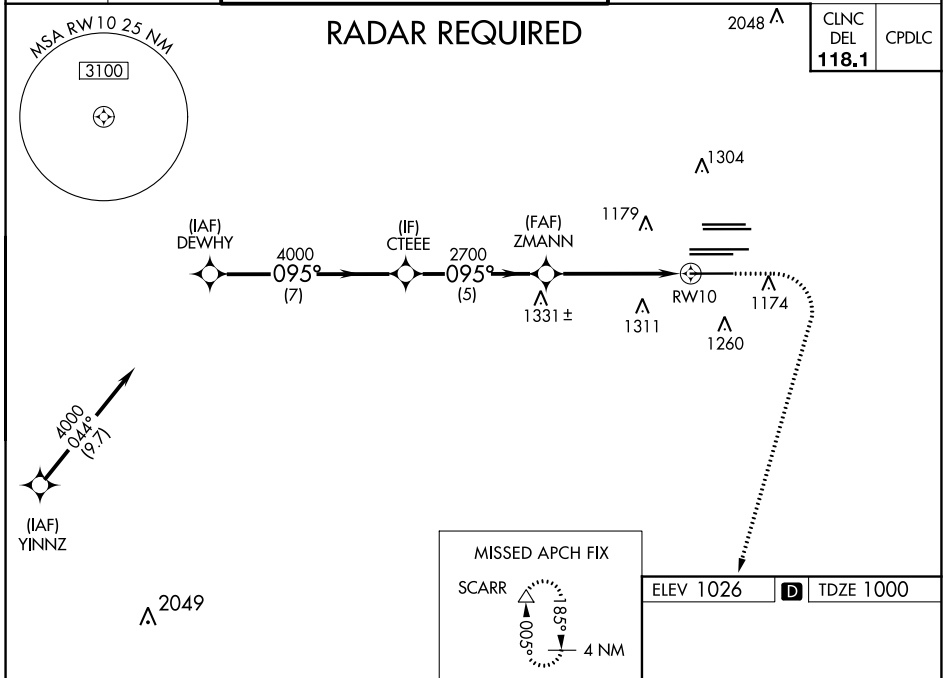 MSA RW10 25 NM
3100
RADAR REQUIRED
2048
CLNC
DEL
118.1
CPDLC
1304
1179
(IAF)
DEWHY
4000
095°
(7)
(IF)
CTEEE
2700
095°
(5)
(FAF)
ZMANN
1331 ±
1311
RW10
1174
1260
4000
044°
(9.7)
(IAF)
YINNZ
2049
MISSED APCH FIX
SCARR
005°
185°
4 NM
ELEV 1026
D
TDZE 1000